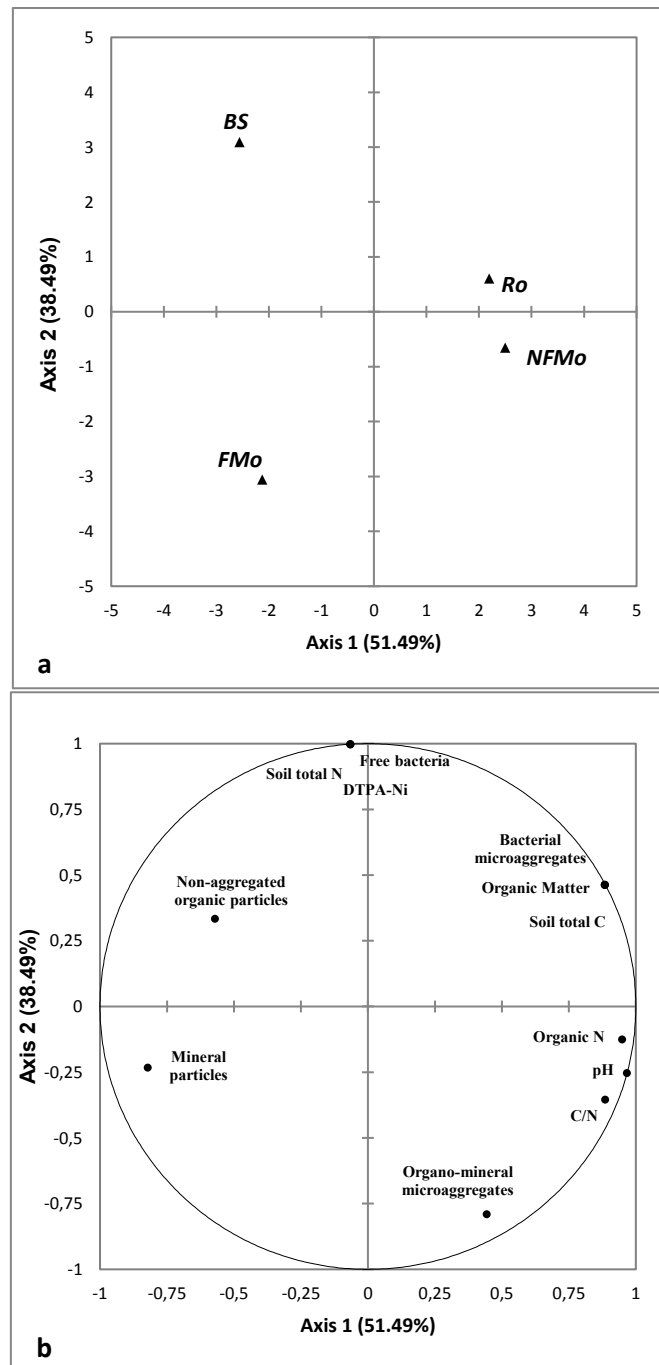 5
4
BS
3
2
1
Ro
0
-1
NFMo
-2
FMo
-3
-4
-5
-5 -4 -3 -2 -1 0 1 2 3 4 5
Axis 2 (38.49%)
Axis 1 (51.49%)
a
1
Free bacteria
Soil total N
DTPA-Ni
0,75
Bacterial
microaggregates
0,5
Non-aggregated
organic particles
Organic Matter
Soil total C
0,25
0
Organic N
Mineral
particles
-0,25
pH
C/N
-0,5
Organo-mineral
microaggregates
-0,75
-1
-1 -0,75 -0,5 -0,25 0 0,25 0,5 0,75 1
Axis 2 (38.49%)
Axis 1 (51.49%)
b